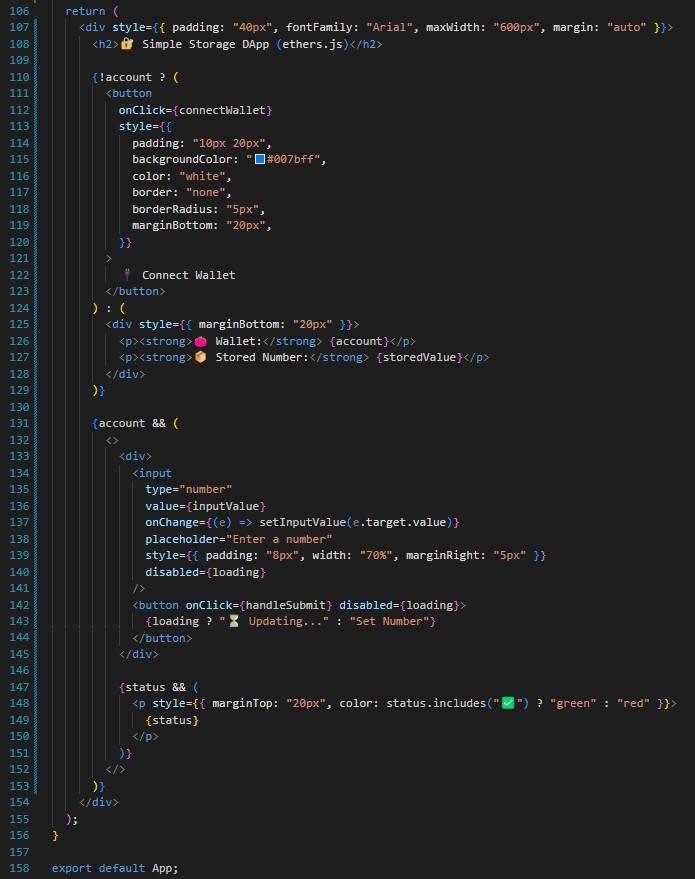 106 return (
107 <div style={{ padding: "40px", fontFamily: "Arial", maxWidth: "600px", margin: "auto" }}>
108 <h2>🔐 Simple Storage DApp (ethers.js)</h2>
109
110 {!account ? (
111 <button
112 onClick={connectWallet}
113 style={{
114 padding: "10px 20px",
115 backgroundColor: "#007bff",
116 color: "white",
117 border: "none",
118 borderRadius: "5px",
119 marginBottom: "20px",
120 }}
121 >
122 🔌 Connect Wallet
123 </button>
124 ) : (
125 <div style={{ marginBottom: "20px" }}>
126 <p><strong>👛 Wallet:</strong> {account}</p>
127 <p><strong>📦 Stored Number:</strong> {storedValue}</p>
128 </div>
129 )}
130
131 {account && (
132 <>
133 <div>
134 <input
135 type="number"
136 value={inputValue}
137 onChange={(e) => setInputValue(e.target.value)}
138 placeholder="Enter a number"
139 style={{ padding: "8px", width: "70%", marginRight: "5px" }}
140 disabled={loading}
141 />
142 <button onClick={handleSubmit} disabled={loading}>
143 {loading ? "⏳ Updating..." : "Set Number"}
144 </button>
145 </div>
146
147 {status && (
148 <p style={{ marginTop: "20px", color: status.includes("✅") ? "green" : "red" }}>
149 {status}
150 </p>
151 )}
152 </>
153 )}
154 </div>
155 );
156 }
157
158 export default App;